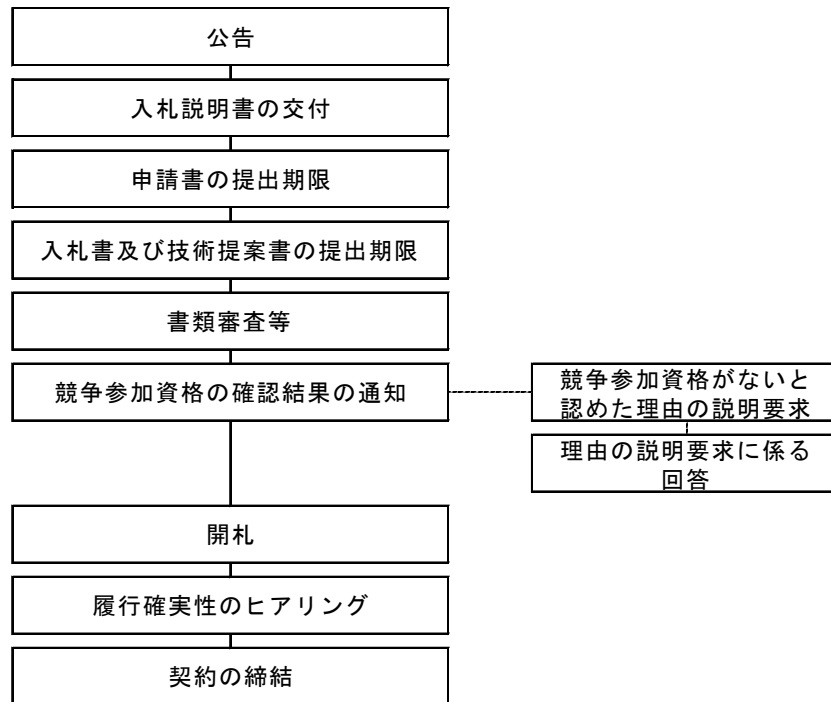 公告
入札説明書の交付
申請書の提出期限
入札書及び技術提案書の提出期限
書類審査等
競争参加資格の確認結果の通知
競争参加資格がないと
認めた理由の説明要求
理由の説明要求に係る
回答
開札
履行確実性のヒアリング
契約の締結